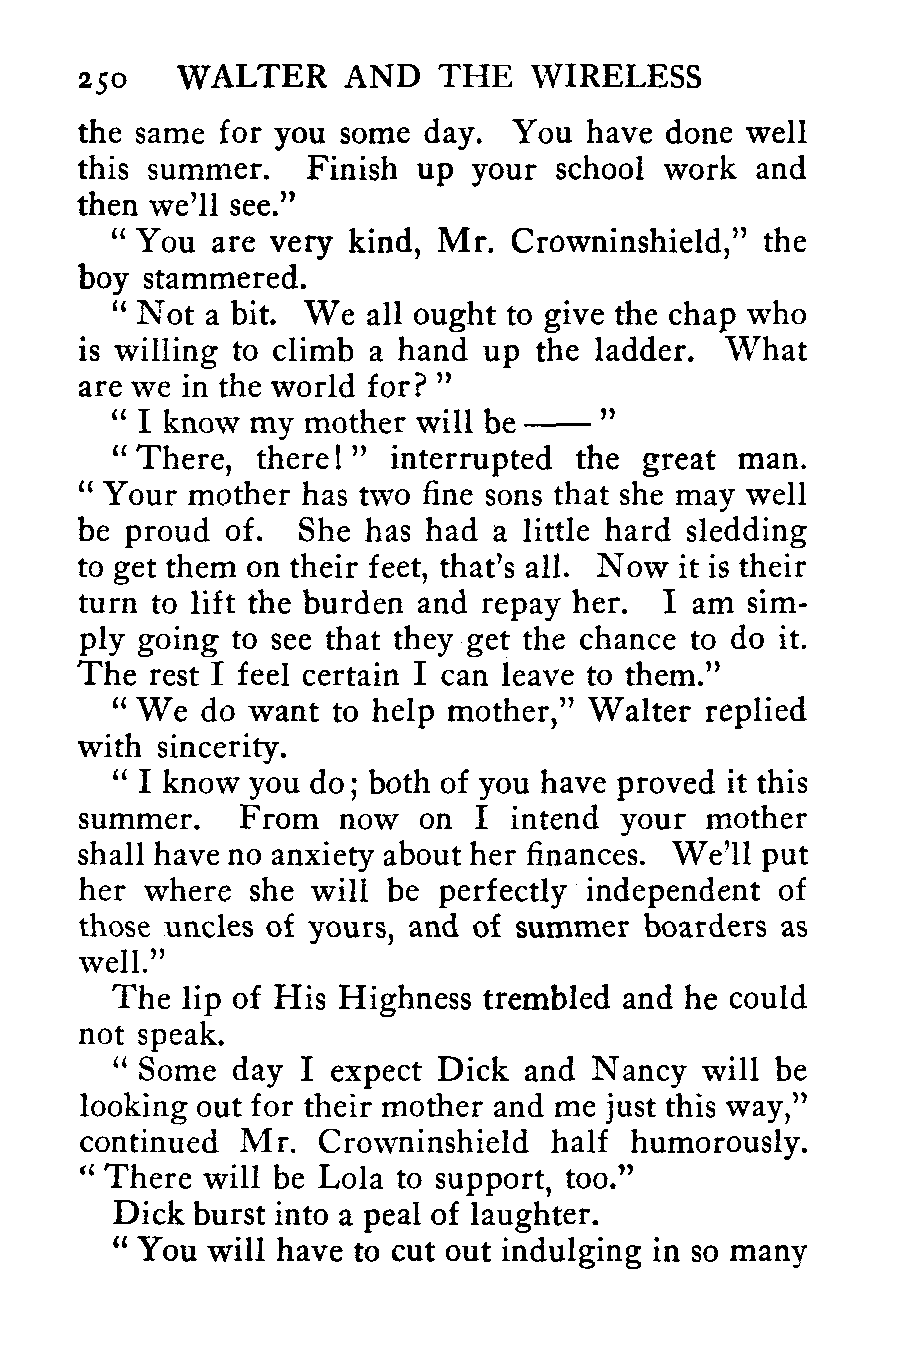 250 WALTER AND THE WIRELESS
the same for you some day. You have done well
this summer. Finish up your school work and
then we'll see."
" You are very kind, Mr. Crowninshield," the
boy stammered.
" Not a bit. We all ought to give the chap who
is willing to climb a hand up the ladder. What
are we in the world for? "
" I know my mother will be —— "
" There, there! " interrupted the great man.
" Your mother has two fine sons that she may well
be proud of. She has had a little hard sledding
to get them on their feet, that's all. Now it is their
turn to lift the burden and repay her. I am sim-
ply going to see that they get the chance to do it.
The rest I feel certain I can leave to them."
" We do want to help mother," Walter replied
with sincerity.
" I know you do; both of you have proved it this
summer. From now on I intend your mother
shall have no anxiety about her finances. We'll put
her where she will be perfectly independent of
those uncles of yours, and of summer boarders as
well."
The lip of His Highness trembled and he could
not speak.
" Some day I expect Dick and Nancy will be
looking out for their mother and me just this way,"
continued Mr. Crowninshield half humorously.
" There will be Lola to support, too."
Dick burst into a peal of laughter.
" You will have to cut out indulging in so many